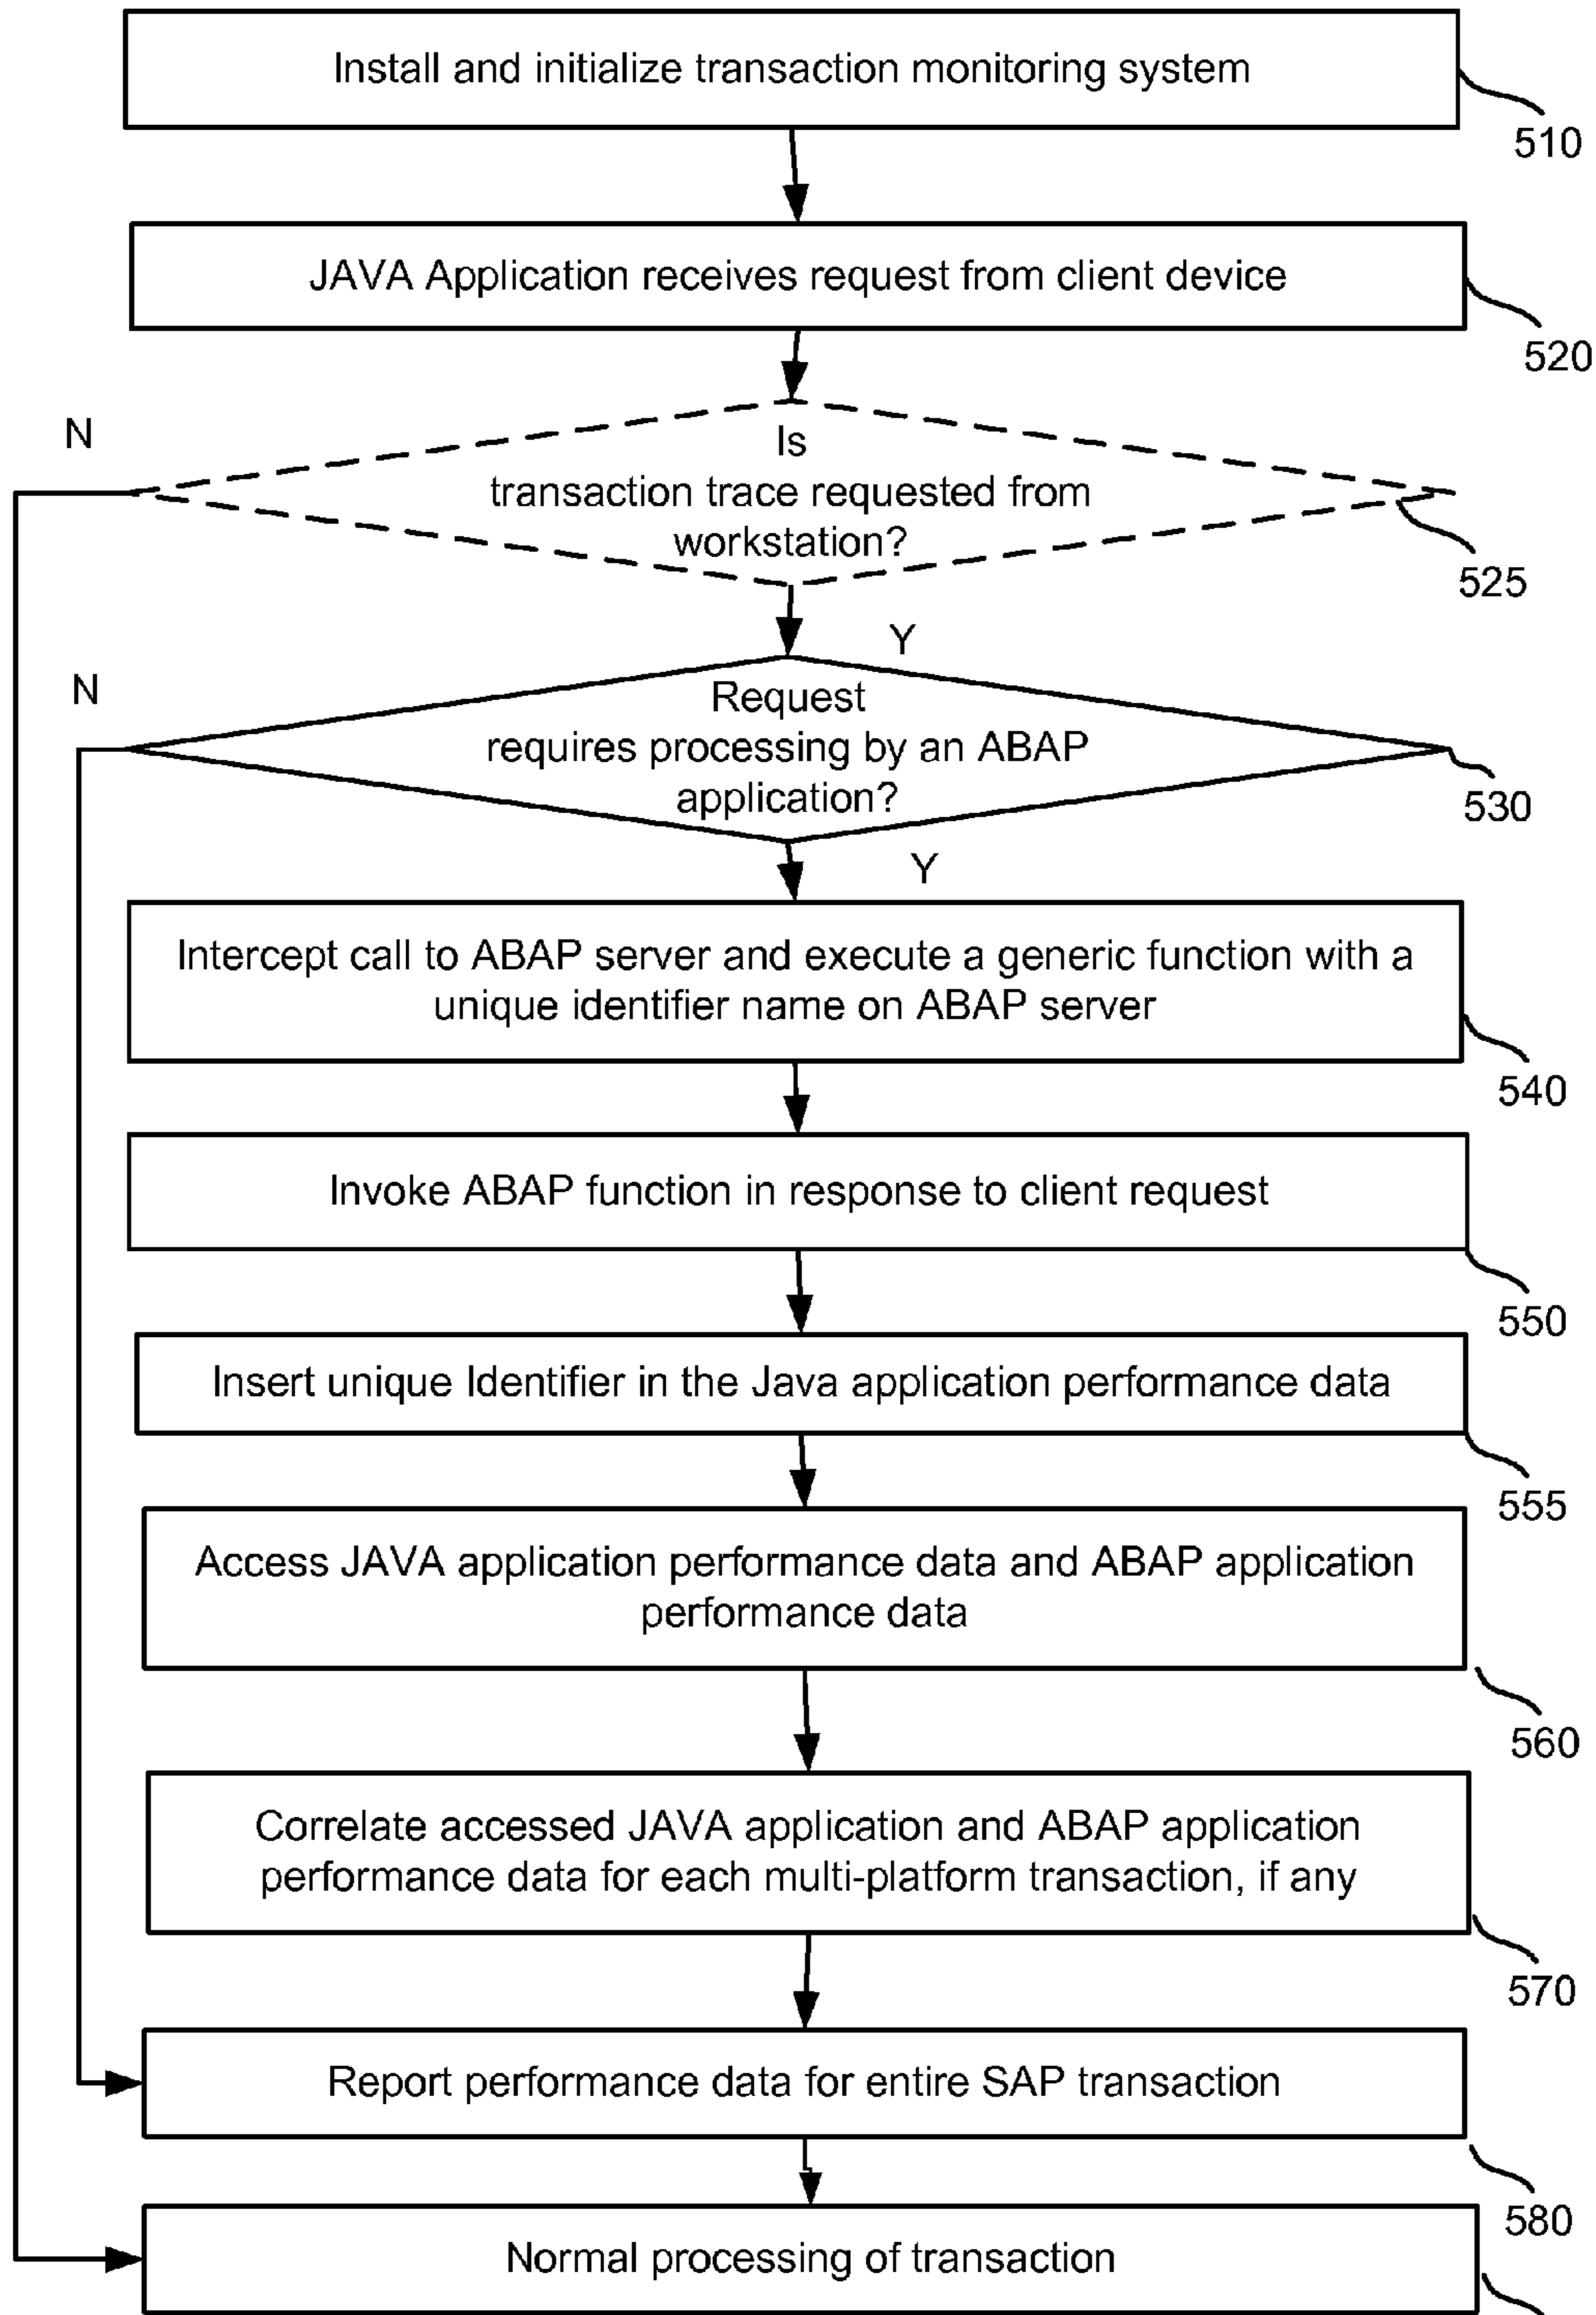 Install and initialize transaction monitoring system
510
JAVA Application receives request from client device
520
N
Is
transaction trace requested from
workstation?
525
Y
N
Request
requires processing by an ABAP
application?
530
Y
Intercept call to ABAP server and execute a generic function with a
unique identifier name on ABAP server
540
Invoke ABAP function in response to client request
550
Insert unique Identifier in the Java application performance data
555
Access JAVA application performance data and ABAP application
performance data
560
Correlate accessed JAVA application and ABAP application
performance data for each multi-platform transaction, if any
570
Report performance data for entire SAP transaction
580
Normal processing of transaction